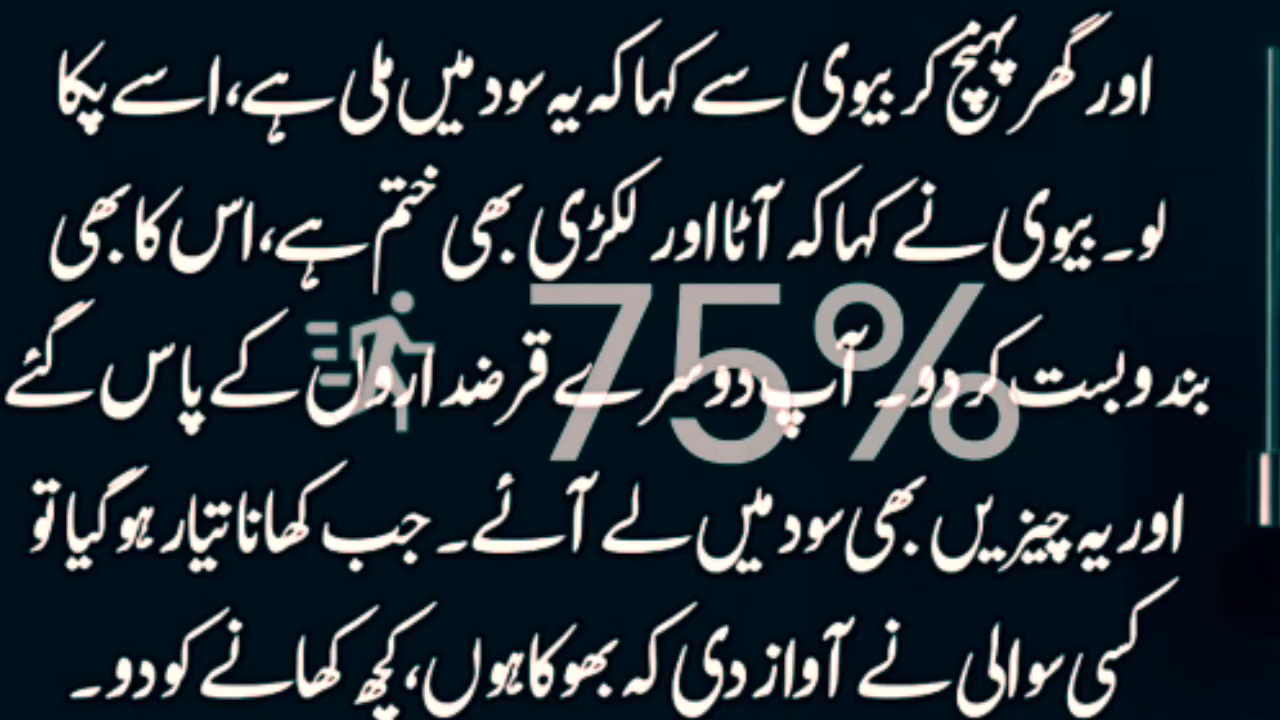 اور گھر پہنچ کر بیوی سے کہا کہ یہ سود میں ملی ہے، اسے پکا
لو۔ بیوی نے کہا کہ آٹا اور لکڑی بھی ختم ہے، اس کا بھی
بندوبست کر دو۔ آپ دوسرے قرضداروں کے پاس گئے
75%
اور یہ چیزیں بھی سود میں لے آئے۔ جب کھانا تیار ہو گیا تو
کسی سوالی نے آواز دی کہ بھوکا ہوں، کچھ کھانے کو دو۔